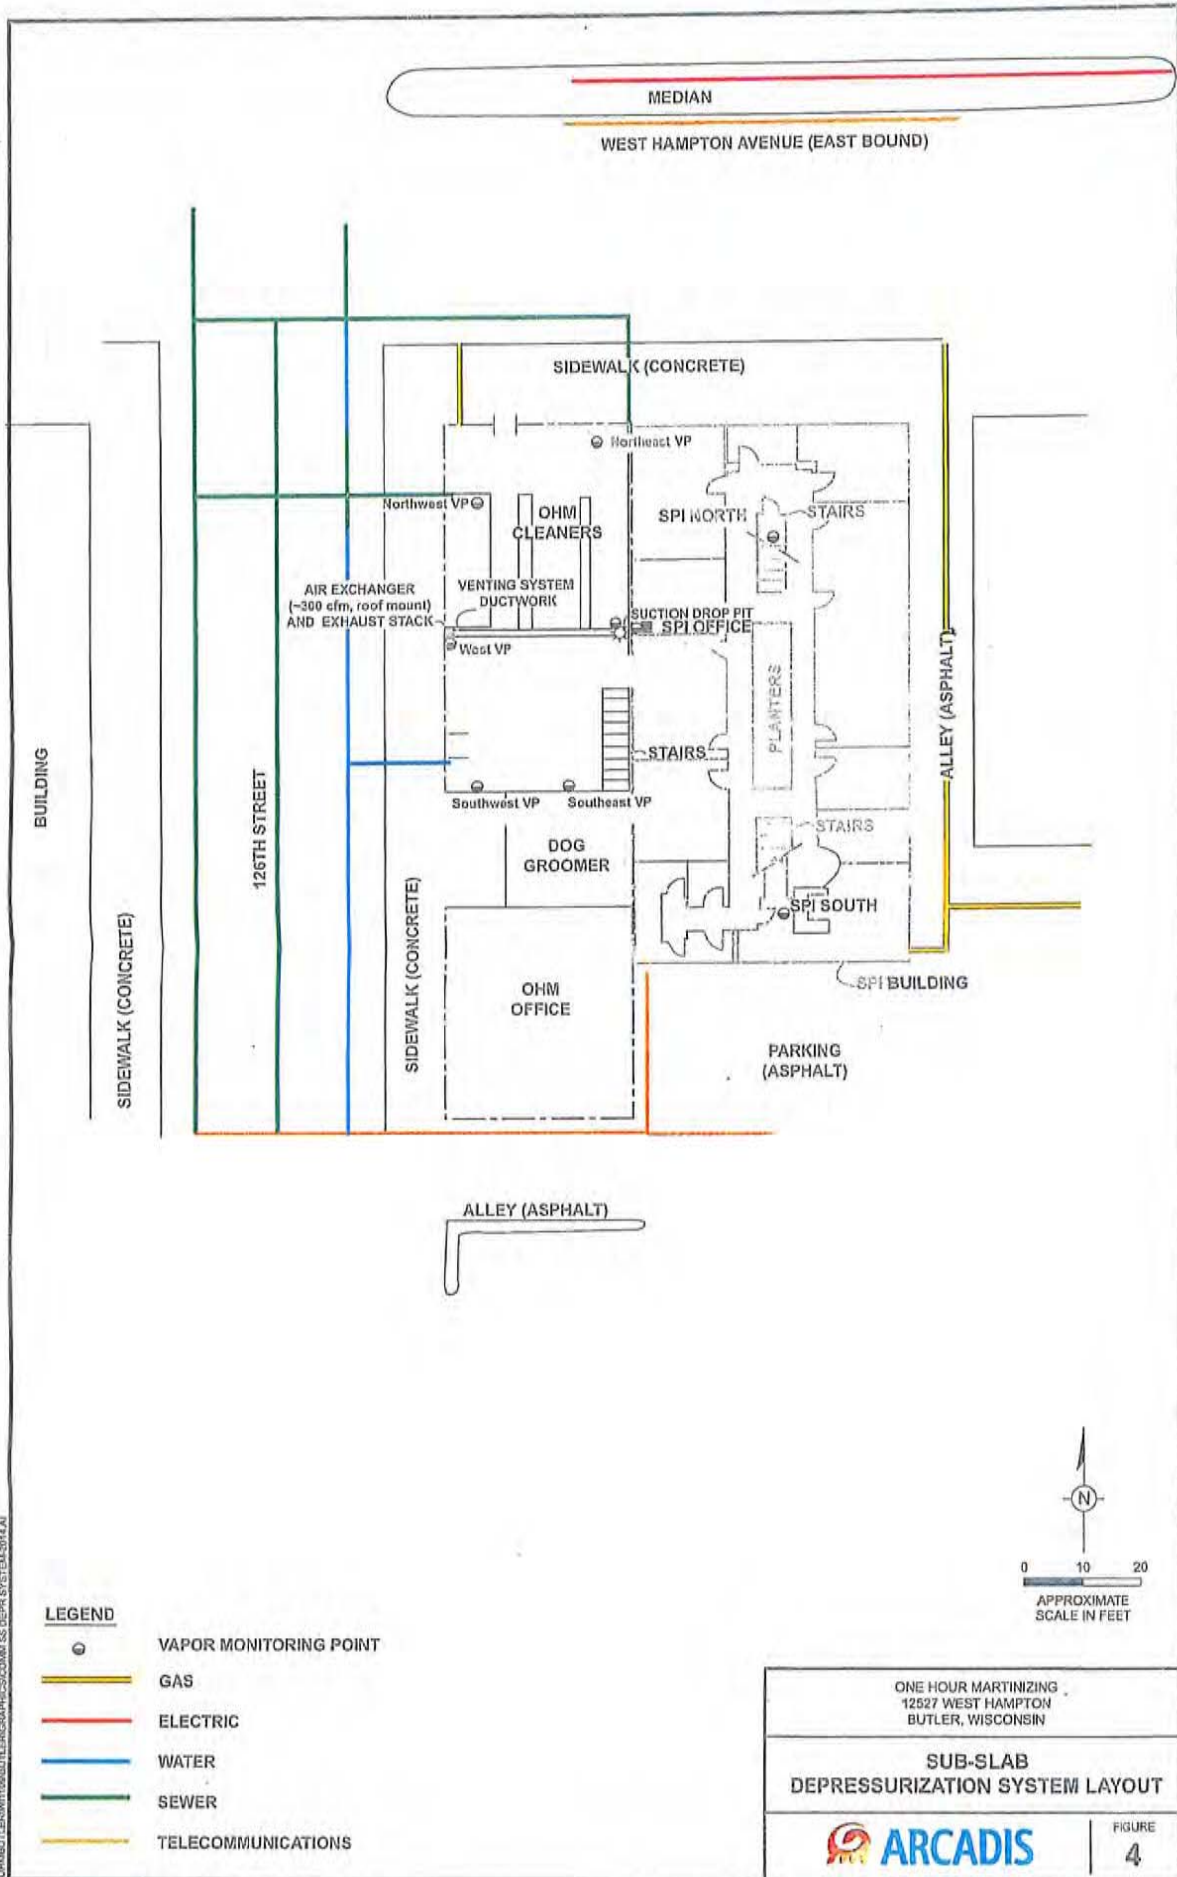 MEDIAN
WEST HAMPTON AVENUE (EAST BOUND)
SIDEWALK (CONCRETE)
Northeast VP
Northwest VP
OHM
CLEANERS
SPI NORTH
STAIRS
AIR EXCHANGER
(~300 cfm, roof mount)
AND EXHAUST STACK
VENTING SYSTEM
DUCTWORK
SUCTION DROP PIT
SPI OFFICE
West VP
PLANTERS
ALLEY (ASPHALT)
STAIRS
BUILDING
126TH STREET
Southwest VP
Southeast VP
STAIRS
DOG
GROOMER
SPI SOUTH
SIDEWALK (CONCRETE)
SIDEWALK (CONCRETE)
OHM
OFFICE
SPI BUILDING
PARKING
(ASPHALT)
ALLEY (ASPHALT)
N
0 10 20
APPROXIMATE
SCALE IN FEET
LEGEND
VAPOR MONITORING POINT
GAS
ELECTRIC
WATER
SEWER
TELECOMMUNICATIONS
ONE HOUR MARTINIZING
12527 WEST HAMPTON
BUTLER, WISCONSIN
SUB-SLAB
DEPRESSURIZATION SYSTEM LAYOUT
ARCADIS
FIGURE
4